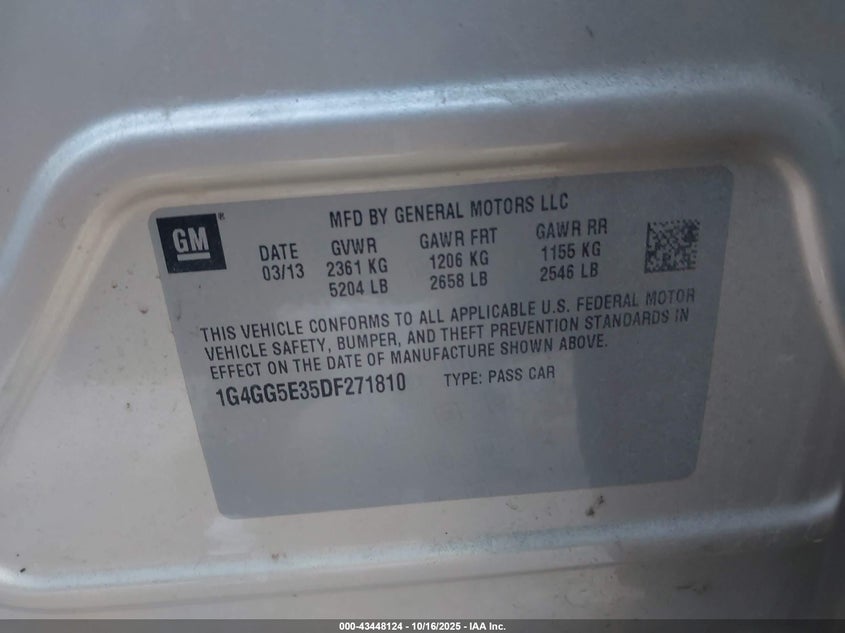 GM
MFD BY GENERAL MOTORS LLC
DATE GVWR GAWR FRT GAWR RR
03/13 2361 KG 1206 KG 1155 KG
5204 LB 2658 LB 2546 LB
THIS VEHICLE CONFORMS TO ALL APPLICABLE U.S. FEDERAL MOTOR
VEHICLE SAFETY, BUMPER, AND THEFT PREVENTION STANDARDS IN
EFFECT ON THE DATE OF MANUFACTURE SHOWN ABOVE.
1G4GG5E35DF271810 TYPE: PASS CAR
000-43448124 - 10/16/2025 - IAA Inc.